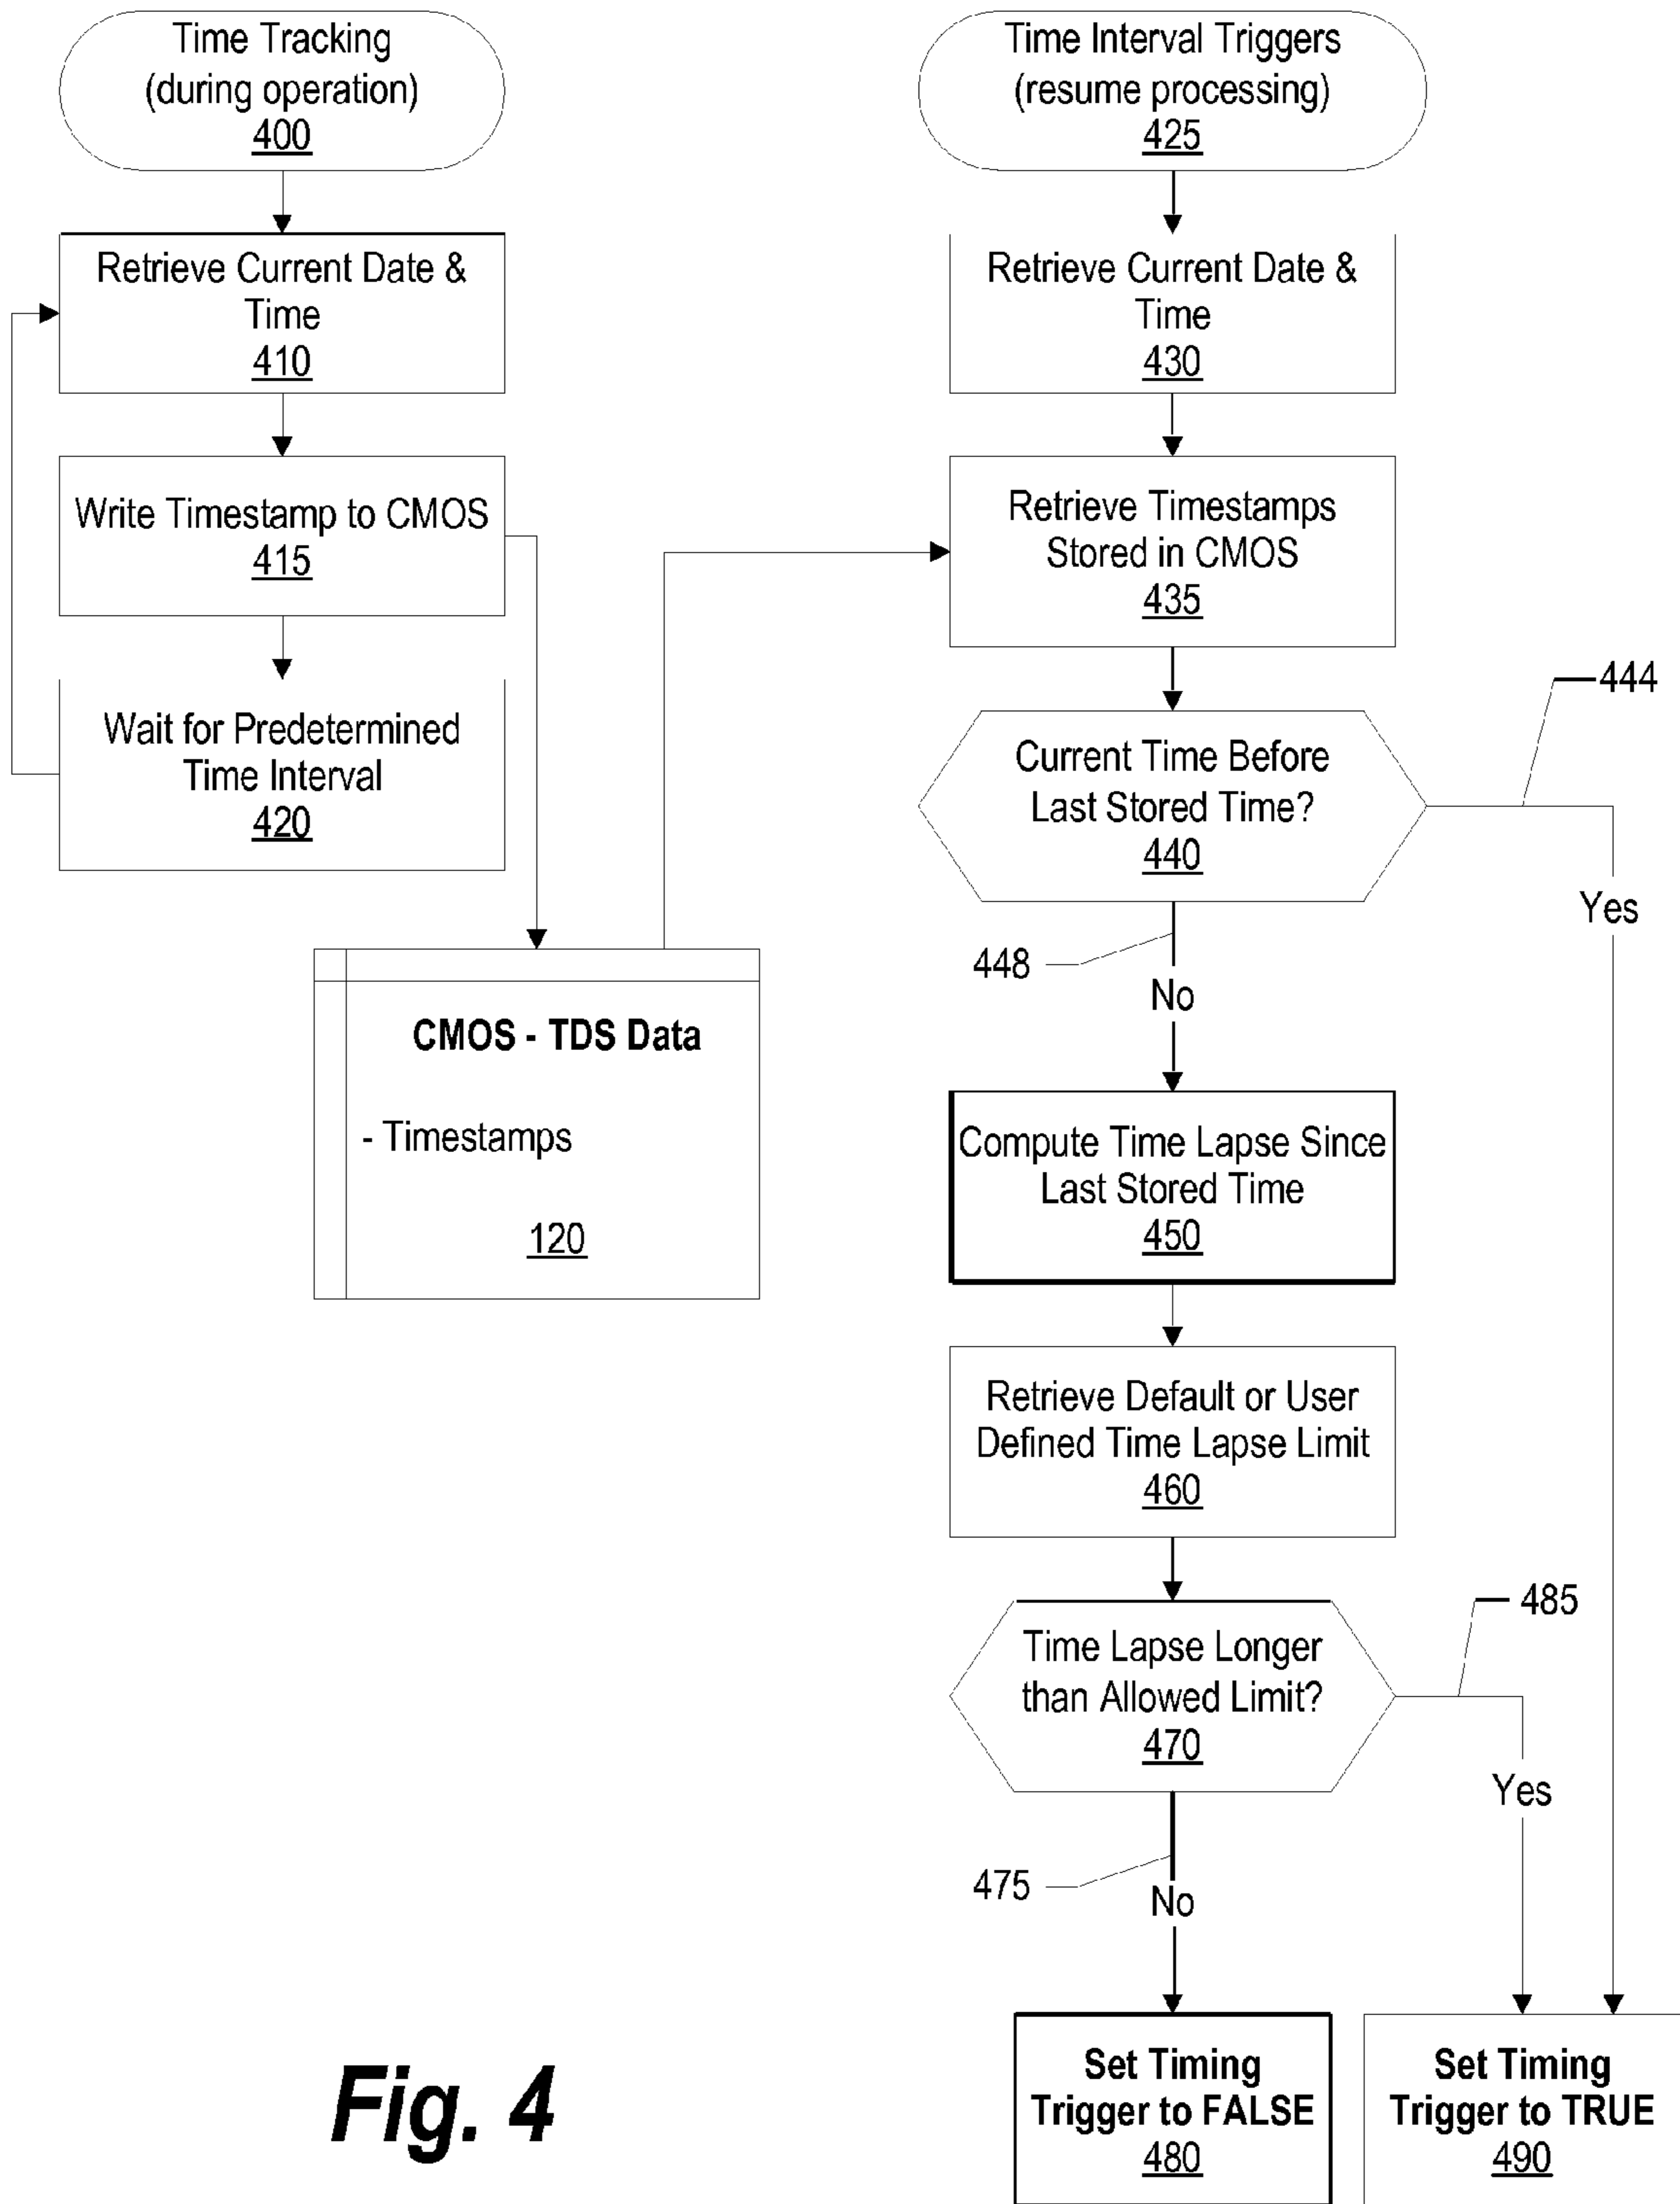 Time Tracking
(during operation)
400
Retrieve Current Date &
Time
410
Write Timestamp to CMOS
415
Wait for Predetermined
Time Interval
420
CMOS - TDS Data
- Timestamps
120
Time Interval Triggers
(resume processing)
425
Retrieve Current Date &
Time
430
Retrieve Timestamps
Stored in CMOS
435
444
Current Time Before
Last Stored Time?
440
Yes
448
No
Compute Time Lapse Since
Last Stored Time
450
Retrieve Default or User
Defined Time Lapse Limit
460
485
Time Lapse Longer
than Allowed Limit?
470
Yes
475
No
Set Timing
Trigger to FALSE
480
Set Timing
Trigger to TRUE
490
Fig. 4